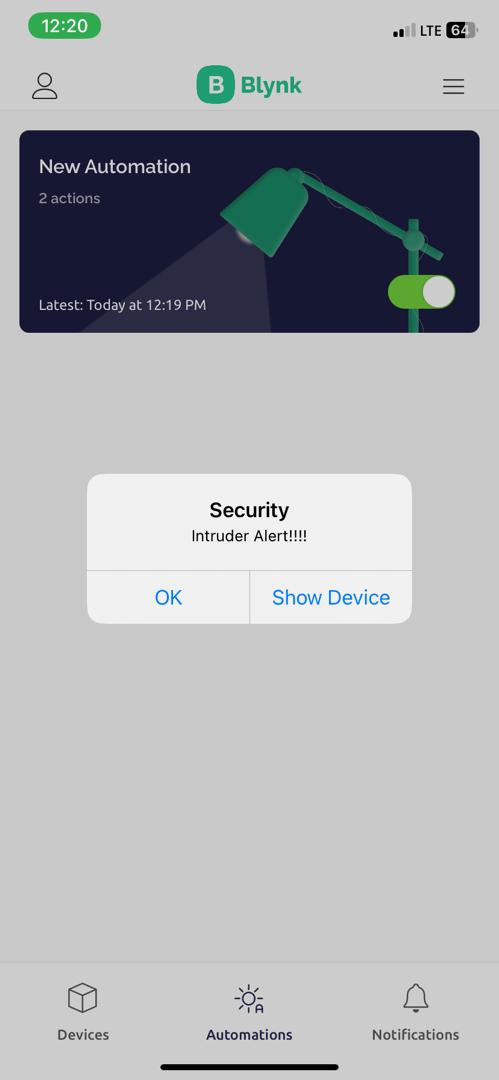 12:20
LTE 64
B Blynk
New Automation
2 actions
Latest: Today at 12:19 PM
Security
Intruder Alert!!!!
OK
Show Device
Devices
Automations
Notifications